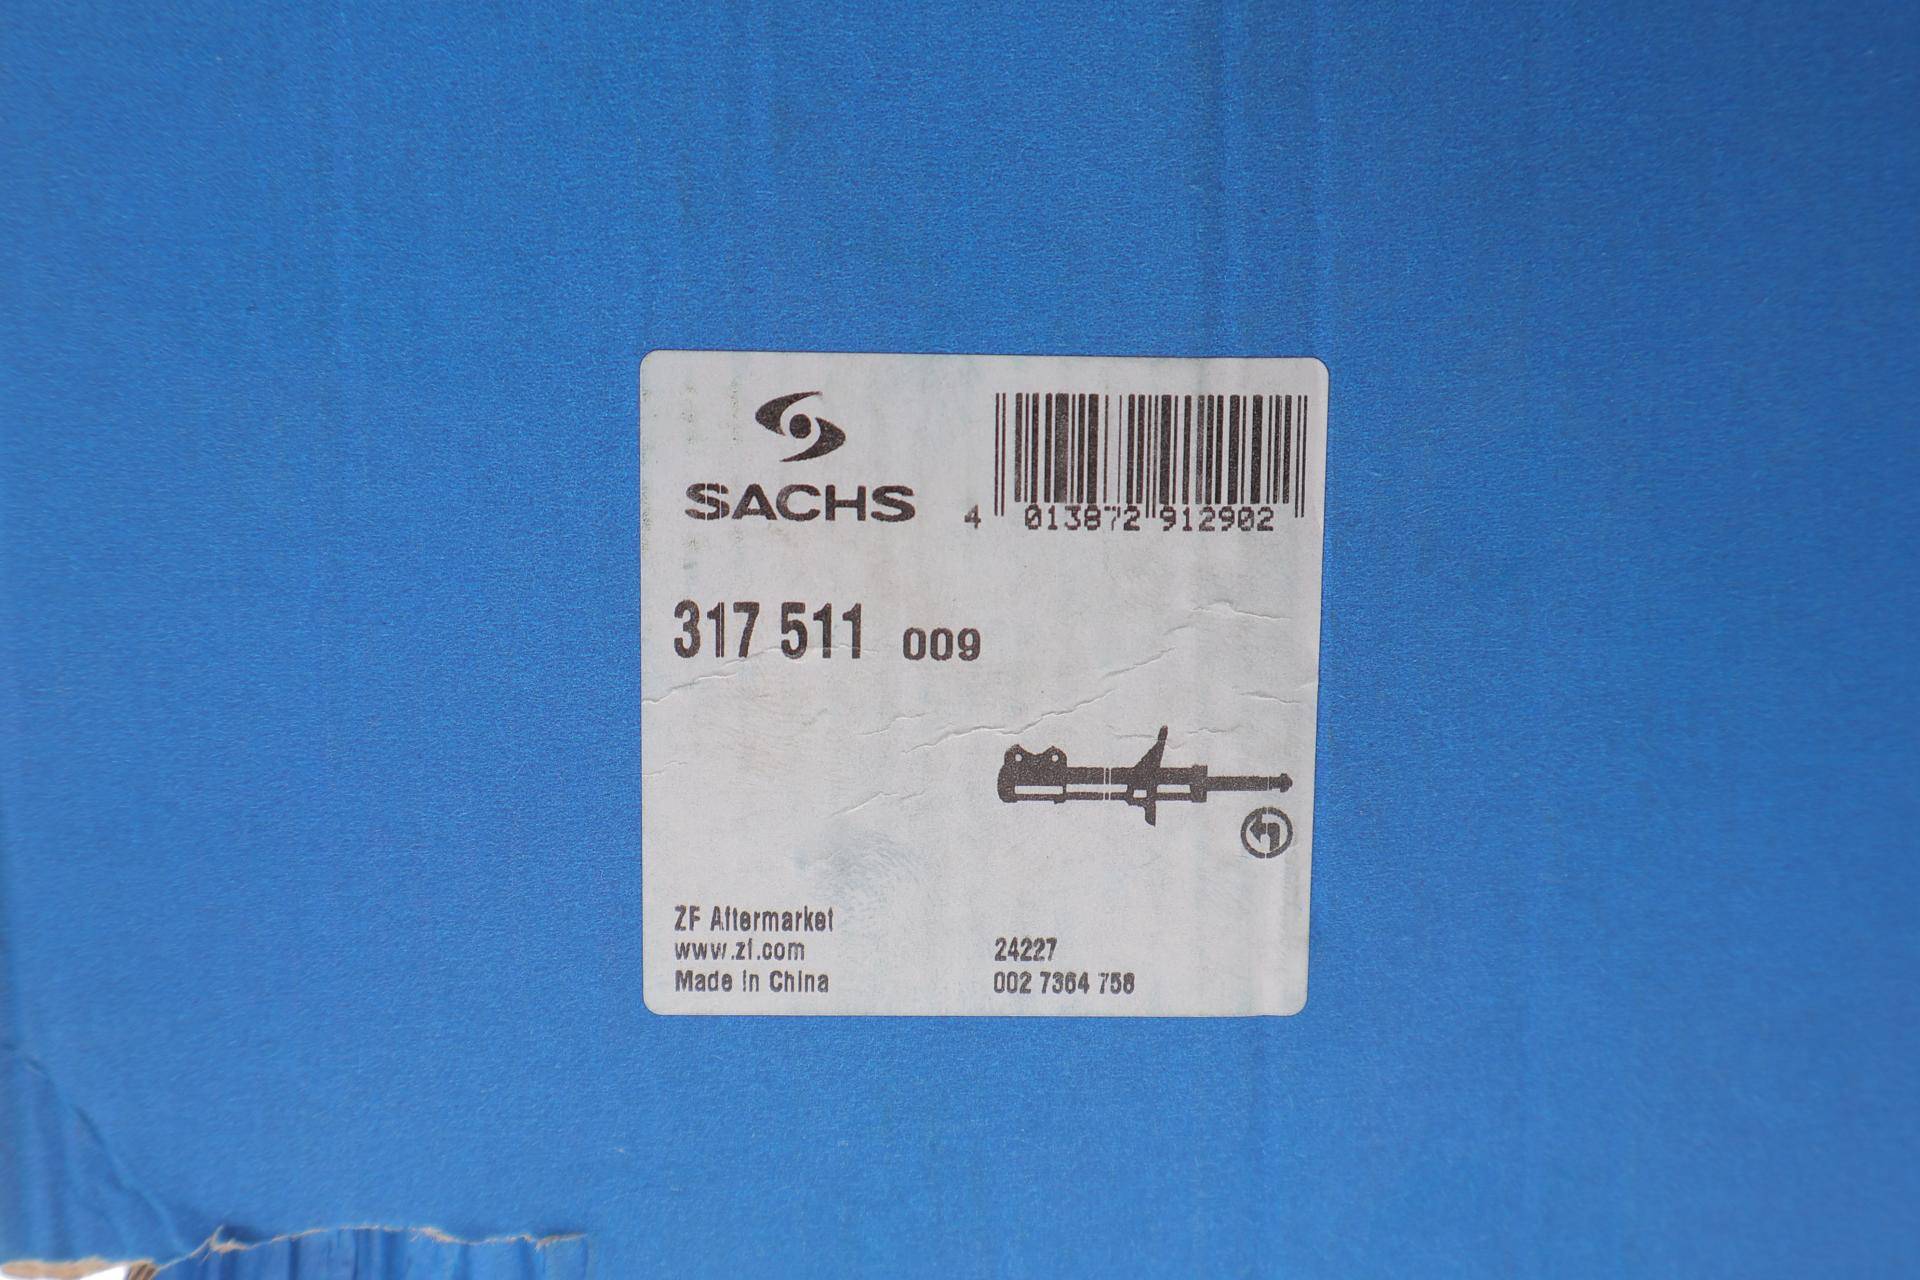 SACHS
4 013872 912902
317 511 009
ZF Aftermarket
www.zf.com
Made in China
24227
002 7364 758